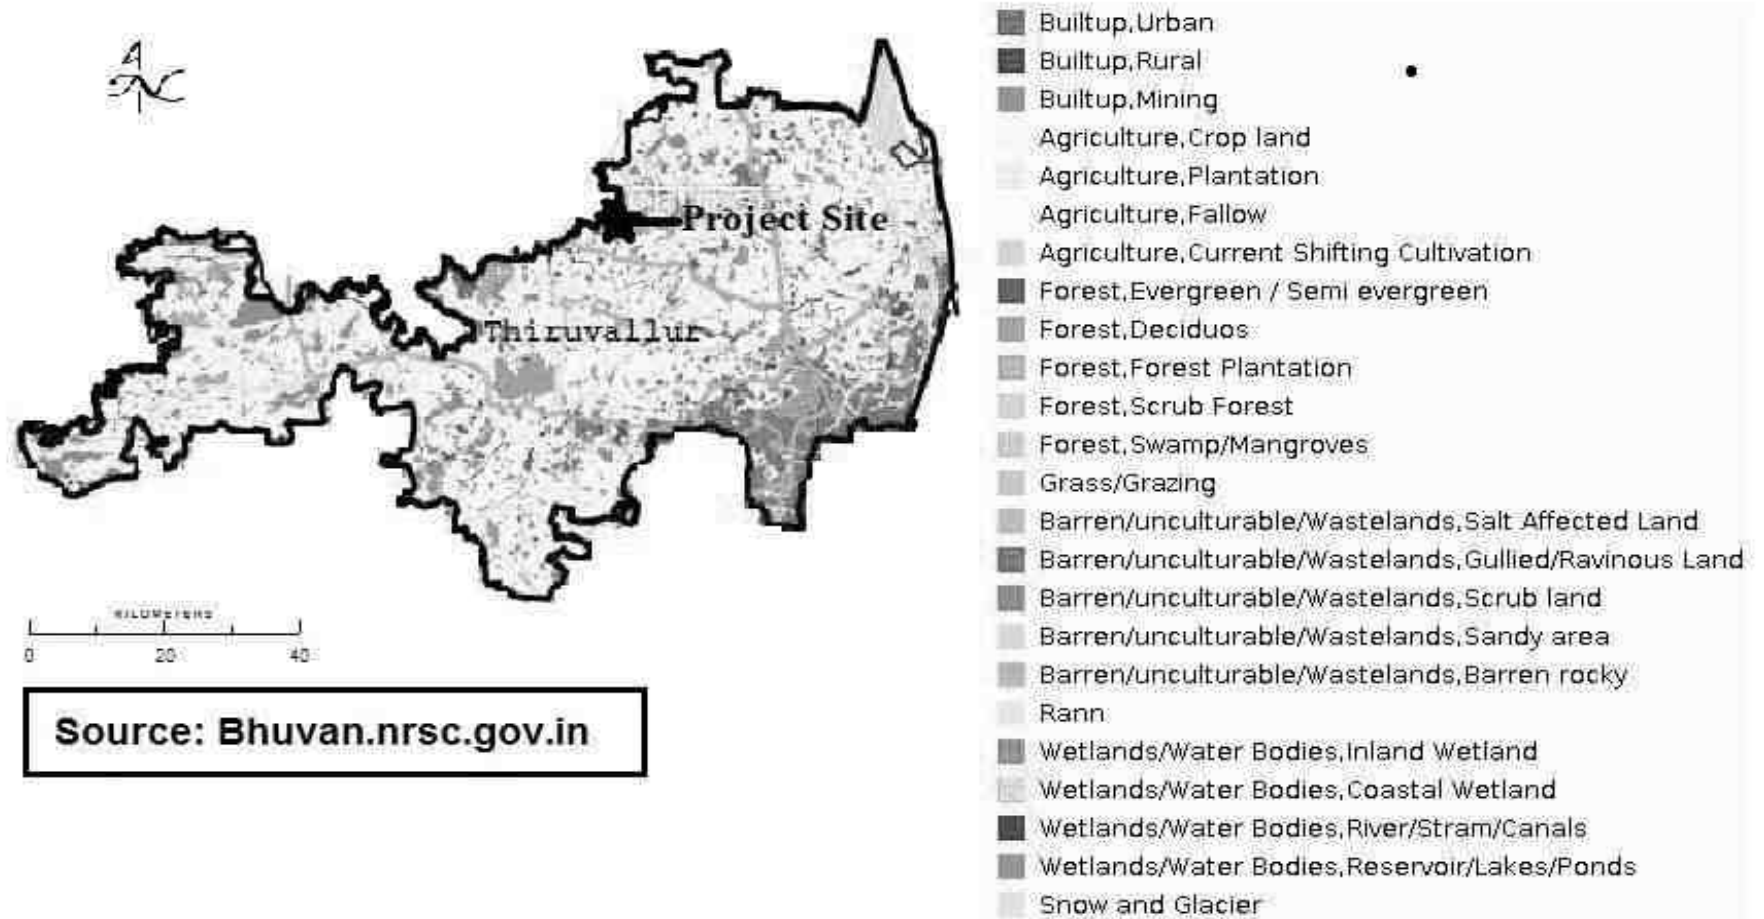 Project Site
Thiruvallur
KILOMETERS
0 20 40
Source: Bhuvan.nrsc.gov.in
Builtup,Urban
Builtup,Rural
Builtup,Mining
Agriculture,Crop land
Agriculture,Plantation
Agriculture,Fallow
Agriculture,Current Shifting Cultivation
Forest,Evergreen / Semi evergreen
Forest,Deciduos
Forest,Forest Plantation
Forest,Scrub Forest
Forest,Swamp/Mangroves
Grass/Grazing
Barren/unculturable/Wastelands,Salt Affected Land
Barren/unculturable/Wastelands,Gullied/Ravinous Land
Barren/unculturable/Wastelands,Scrub land
Barren/unculturable/Wastelands,Sandy area
Barren/unculturable/Wastelands,Barren rocky
Rann
Wetlands/Water Bodies,Inland Wetland
Wetlands/Water Bodies,Coastal Wetland
Wetlands/Water Bodies,River/Stram/Canals
Wetlands/Water Bodies,Reservoir/Lakes/Ponds
Snow and Glacier